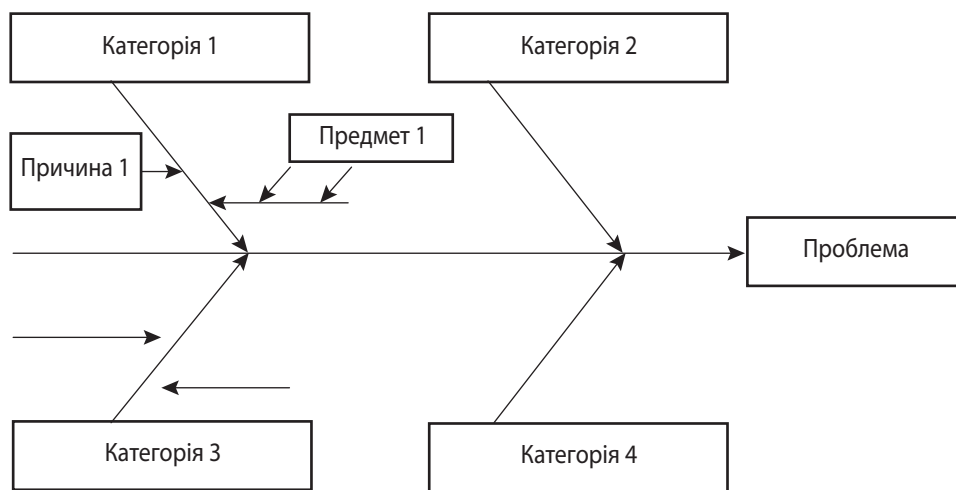 Категорія 1
Категорія 2
Предмет 1
Причина 1
Проблема
Категорія 3
Категорія 4